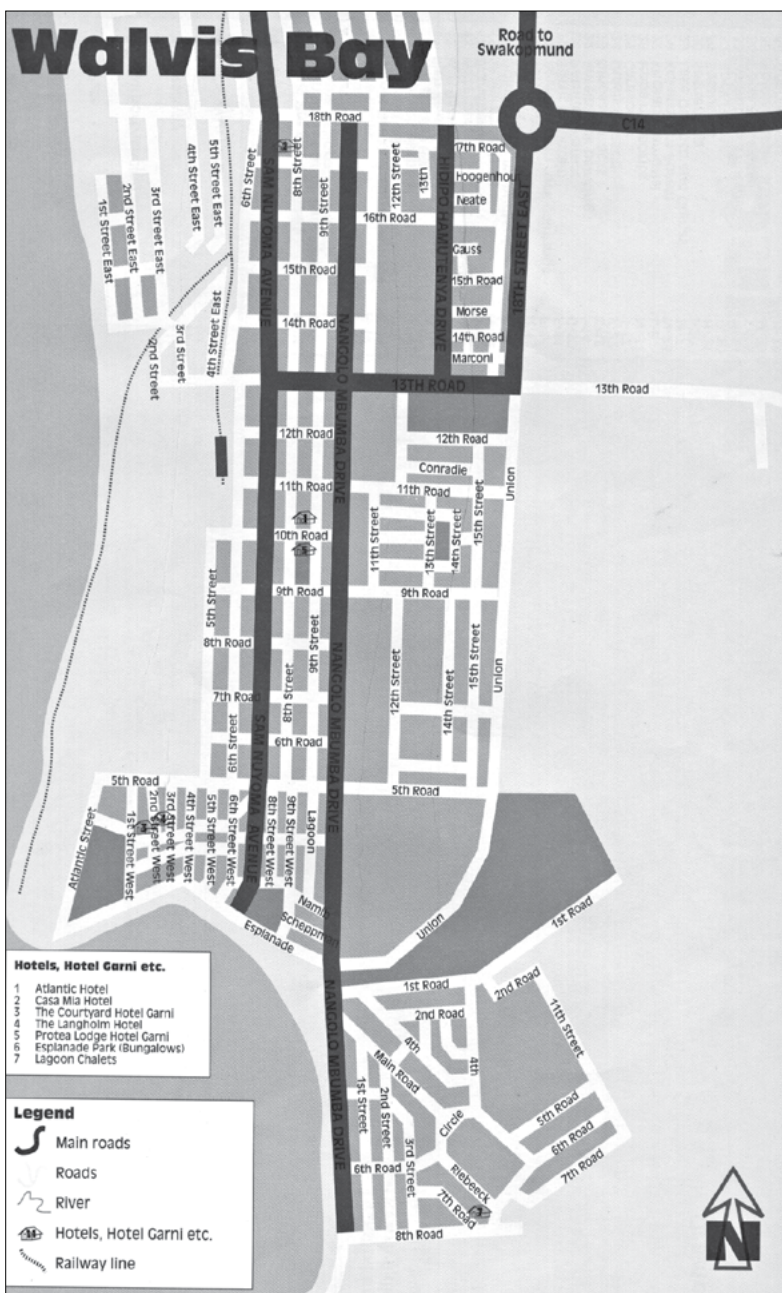 Walvis Bay
Road to
Swakopmund
C14
18th Road
17th Road
Hoogenhout
Neate
16th Road
Gauss
15th Road
Morse
14th Road
Marconi
6th Street
8th Street
9th Street
12th Street
13th
HIDIPO HAMUTENYA DRIVE
18TH STREET EAST
SAM NUYOMA AVENUE
NANGOLO MBUMBA DRIVE
5th Street East
4th Street East
3rd Street East
2nd Street East
1st Street East
15th Road
14th Road
4th Street East
3rd Street
2nd Street
13TH ROAD
13th Road
12th Road
12th Road
Conradie
11th Road
11th Road
Union
15th Street
14th Street
13th Street
11th Street
1
10th Road
5
9th Road
9th Road
5th Street
8th Road
9th Street
8th Street
NANGOLO MBUMBA DRIVE
12th Street
14th Street
15th Street
Union
7th Road
6th Street
6th Road
SAM NUYOMA AVENUE
5th Road
5th Road
Atlantic Street
1st Street West
2nd Street West
3rd Street West
4th Street West
5th Street West
6th Street West
8th Street West
9th Street West
Lagoon
Esplanade
Union
1st Road
1st Road
2nd Road
2nd Road
11th Street
4th
4th
Main Road
Circle
NANGOLO MBUMBA DRIVE
1st Street
2nd Street
3rd Street
5th Road
6th Road
7th Road
6th Road
Riebeeck
7th Road
7
8th Road
Hotels, Hotel Garni etc.
1 Atlantic Hotel
2 Casa Mia Hotel
3 The Courtyard Hotel Garni
4 The Langholm Hotel
5 Protea Lodge Hotel Garni
6 Esplanade Park (Bungalows)
7 Lagoon Chalets
Legend
Main roads
Roads
River
Hotels, Hotel Garni etc.
Railway line
N